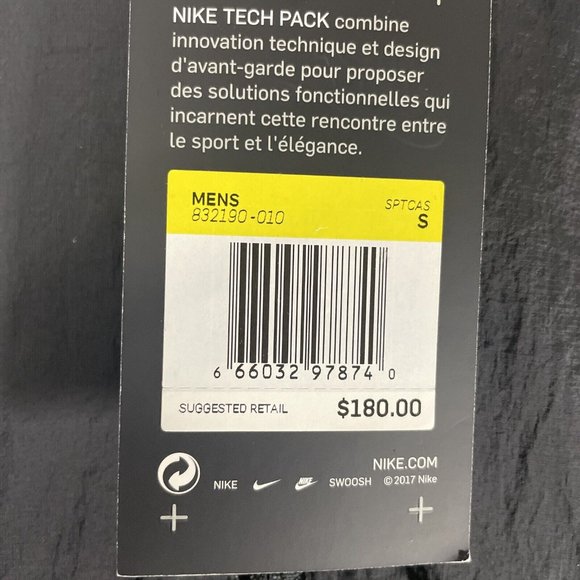 NIKE TECH PACK combine
innovation technique et design
d'avant-garde pour proposer
des solutions fonctionnelles qui
incarnent cette rencontre entre
le sport et l'élégance.
MENS SPTCAS
832190-010 S
6 66032 97874 0
SUGGESTED RETAIL $180.00
NIKE.COM
NIKE NIKE SWOOSH © 2017 Nike